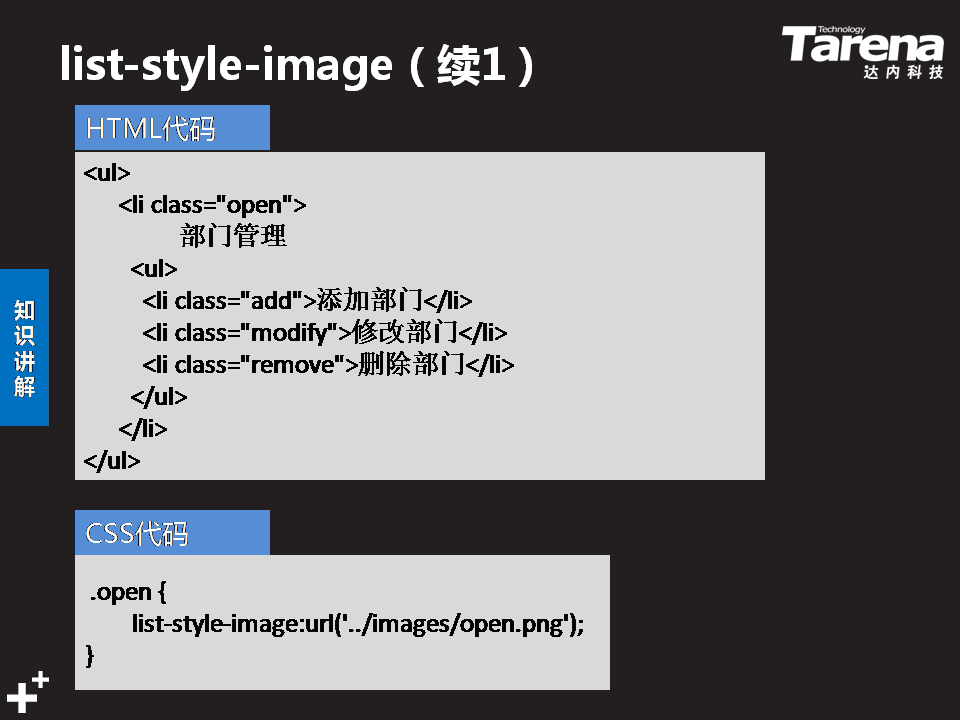 list-style-image（续1）
Technology
Tarena
达内科技
HTML代码
<ul>
<li class="open">
部门管理
<ul>
<li class="add">添加部门</li>
<li class="modify">修改部门</li>
<li class="remove">删除部门</li>
</ul>
</li>
</ul>
知识讲解
CSS代码
.open {
list-style-image:url('../images/open.png');
}